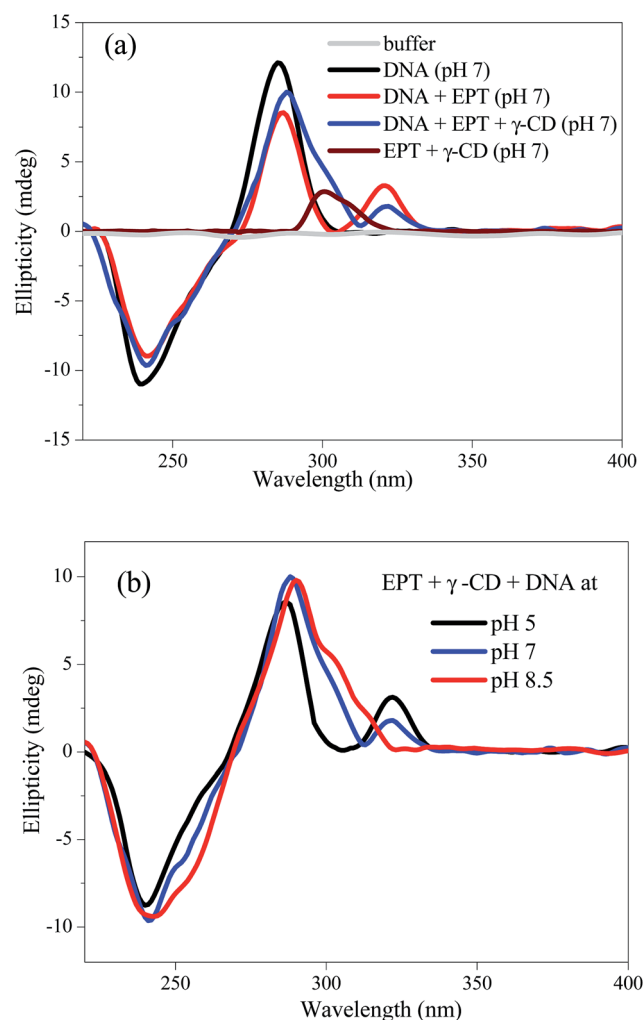 (a)
buffer
DNA (pH 7)
DNA + EPT (pH 7)
DNA + EPT + γ-CD (pH 7)
EPT + γ-CD (pH 7)
15
10
5
0
-5
-10
-15
Ellipticity (mdeg)
250
300
350
400
Wavelength (nm)
(b)
EPT + γ -CD + DNA at
pH 5
pH 7
pH 8.5
10
5
0
-5
-10
Ellipticity (mdeg)
250
300
350
400
Wavelength (nm)